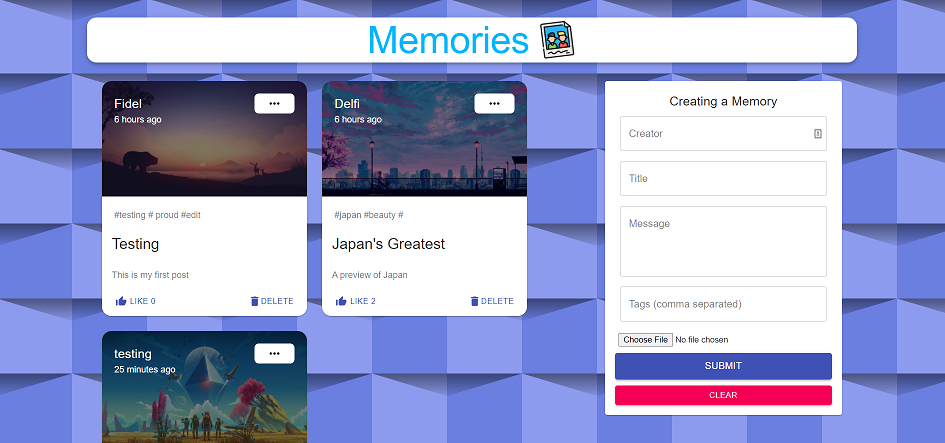 Memories
Fidel
6 hours ago
#testing # proud #edit
Testing
This is my first post
LIKE 0
DELETE
Delfi
6 hours ago
#japan #beauty #
Japan's Greatest
A preview of Japan
LIKE 2
DELETE
testing
25 minutes ago
Creating a Memory
Creator
Title
Message
Tags (comma separated)
Choose File No file chosen
SUBMIT
CLEAR